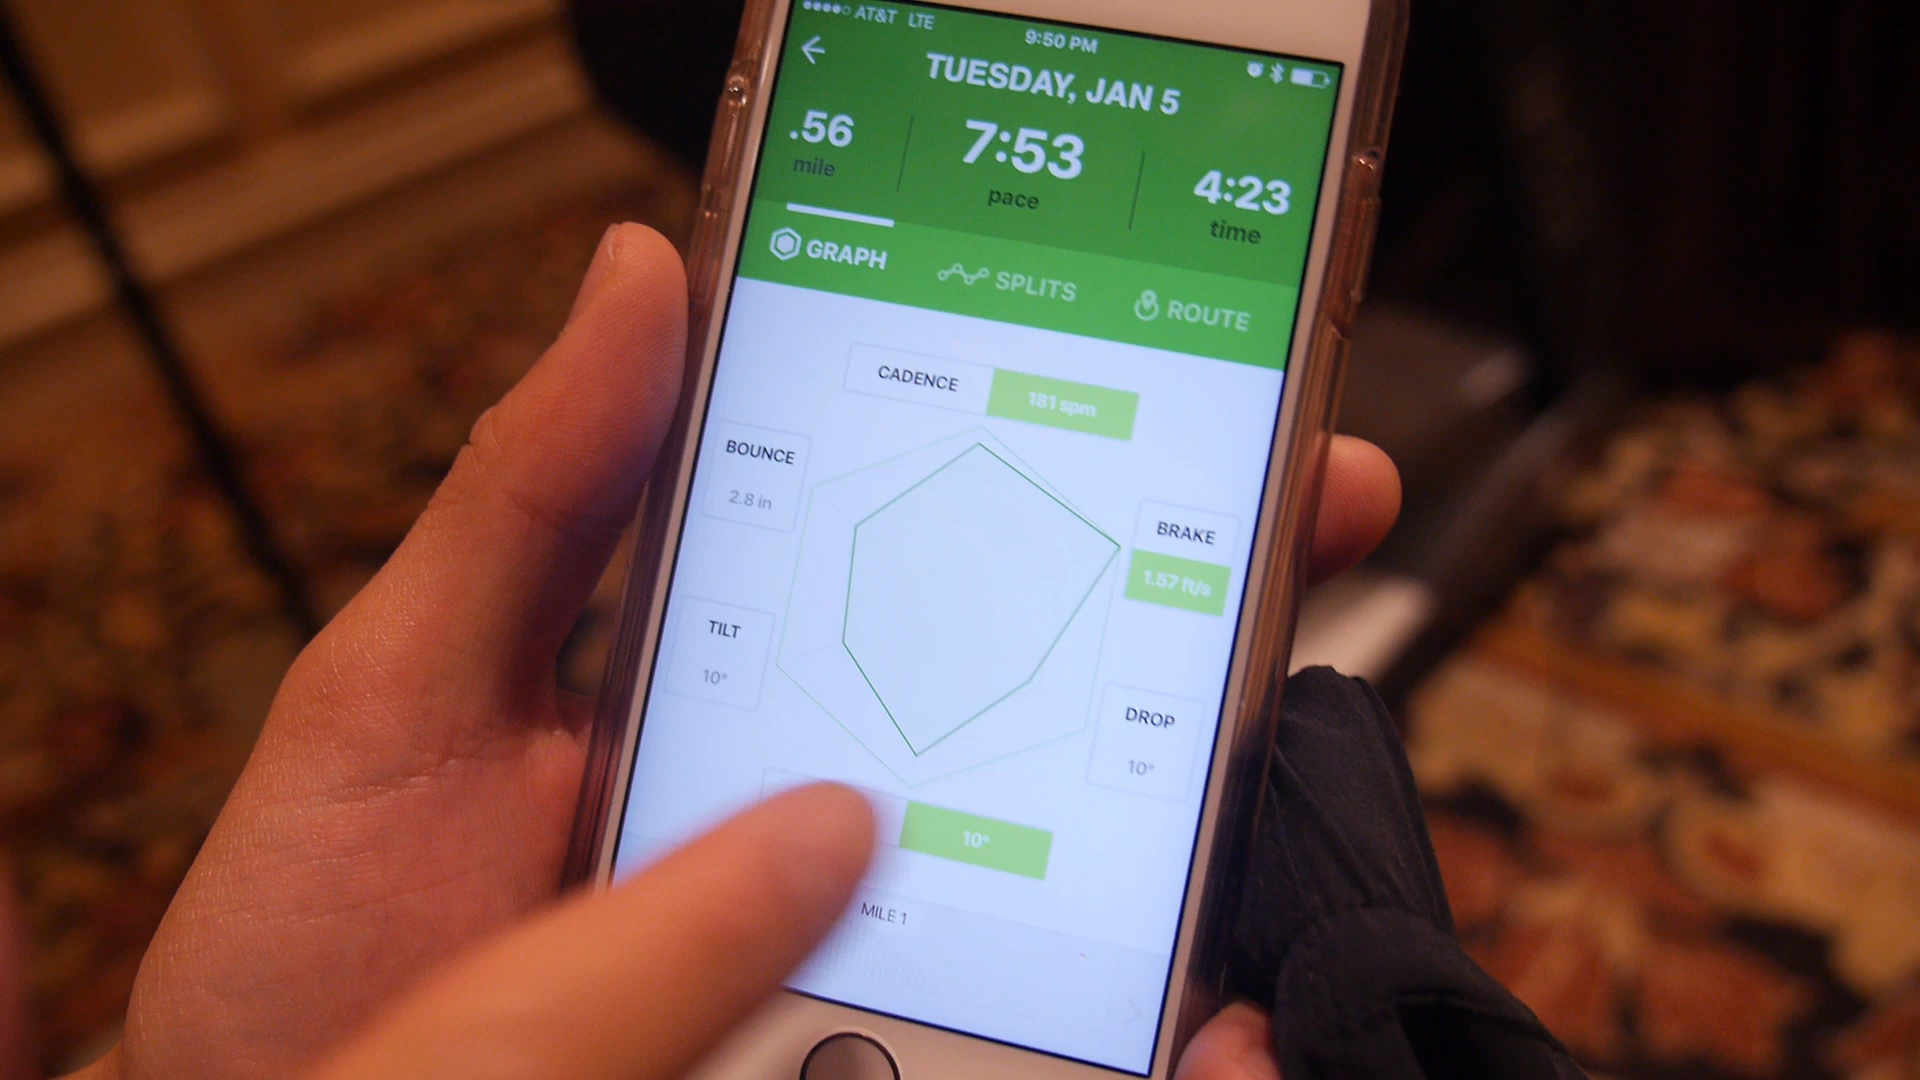 AT&T LTE
9:50 PM
TUESDAY, JAN 5
.56
mile
7:53
pace
4:23
time
GRAPH
SPLITS
ROUTE
CADENCE
181 spm
BOUNCE
2.8 in
BRAKE
1.57 ft/s
TILT
10°
DROP
10°
10°
MILE 1